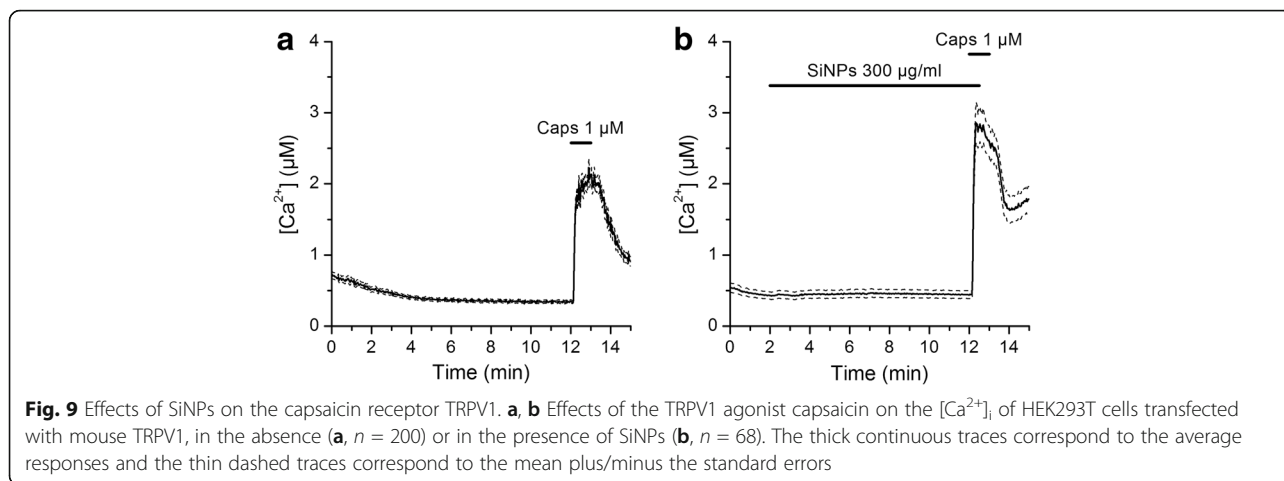 a
b
4
3
2
1
0
[Ca²⁺] (µM)
Caps 1 µM
0 2 4 6 8 10 12 14
Time (min)
4
3
2
1
0
[Ca²⁺] (µM)
Caps 1 µM
SiNPs 300 µg/ml
0 2 4 6 8 10 12 14
Time (min)
Fig. 9 Effects of SiNPs on the capsaicin receptor TRPV1. a, b Effects of the TRPV1 agonist capsaicin on the [Ca²⁺]ᵢ of HEK293T cells transfected
with mouse TRPV1, in the absence (a, n = 200) or in the presence of SiNPs (b, n = 68). The thick continuous traces correspond to the average
responses and the thin dashed traces correspond to the mean plus/minus the standard errors